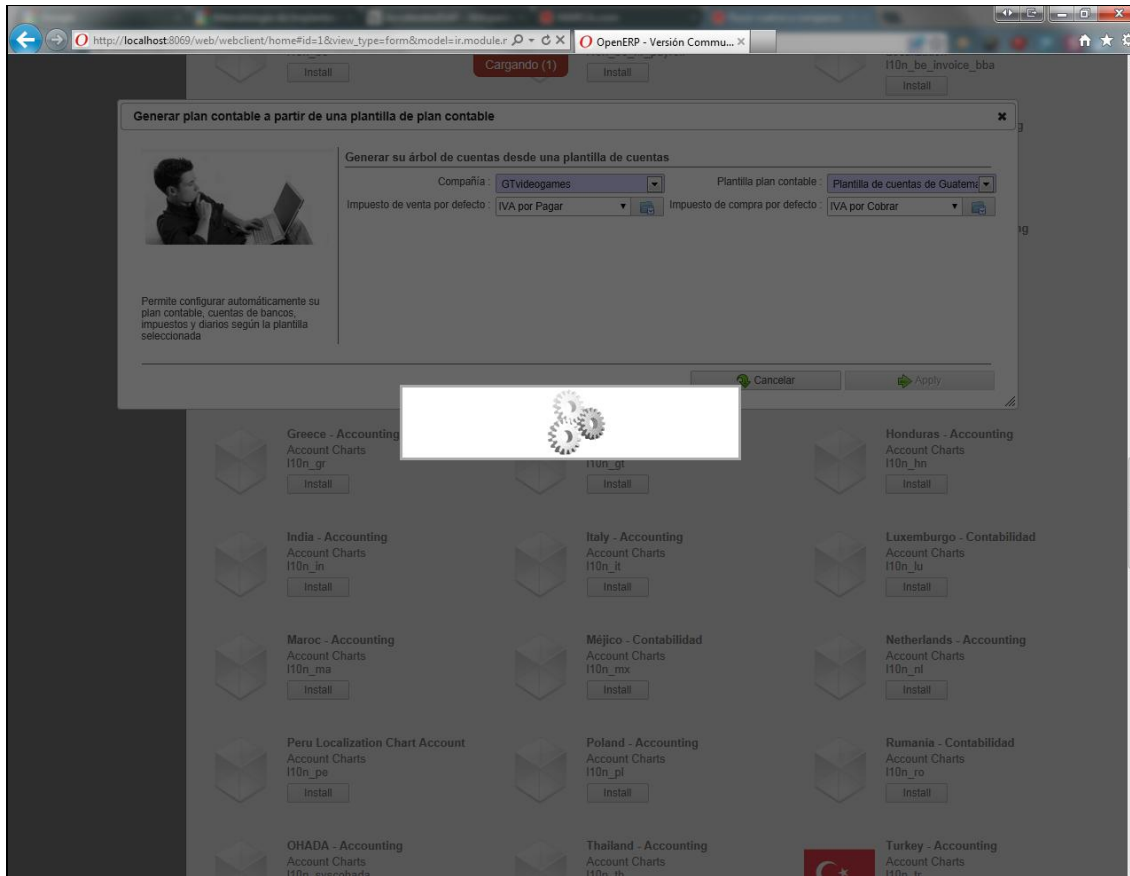 http://localhost:8069/web/webclient/home#id=1&view_type=form&model=ir.module.r
OpenERP - Versión Commu...
Install
Cargando (1)
Install
l10n_be_invoice_bba
Install
Generar plan contable a partir de una plantilla de plan contable
Generar su árbol de cuentas desde una plantilla de cuentas
Compañía : GTvideogames
Plantilla plan contable : Plantilla de cuentas de Guatema
Impuesto de venta por defecto : IVA por Pagar
Impuesto de compra por defecto : IVA por Cobrar
Permite configurar automáticamente su
plan contable, cuentas de bancos,
impuestos y diarios según la plantilla
seleccionada
Cancelar
Apply
Greece - Accounting
Account Charts
l10n_gr
Install
l10n_gt
Install
Honduras - Accounting
Account Charts
l10n_hn
Install
India - Accounting
Account Charts
l10n_in
Install
Italy - Accounting
Account Charts
l10n_it
Install
Luxemburgo - Contabilidad
Account Charts
l10n_lu
Install
Maroc - Accounting
Account Charts
l10n_ma
Install
Méjico - Contabilidad
Account Charts
l10n_mx
Install
Netherlands - Accounting
Account Charts
l10n_nl
Install
Peru Localization Chart Account
Account Charts
l10n_pe
Install
Poland - Accounting
Account Charts
l10n_pl
Install
Rumanía - Contabilidad
Account Charts
l10n_ro
Install
OHADA - Accounting
Account Charts
l10n_syscohada
Thailand - Accounting
Account Charts
l10n_th
Turkey - Accounting
Account Charts
l10n_tr